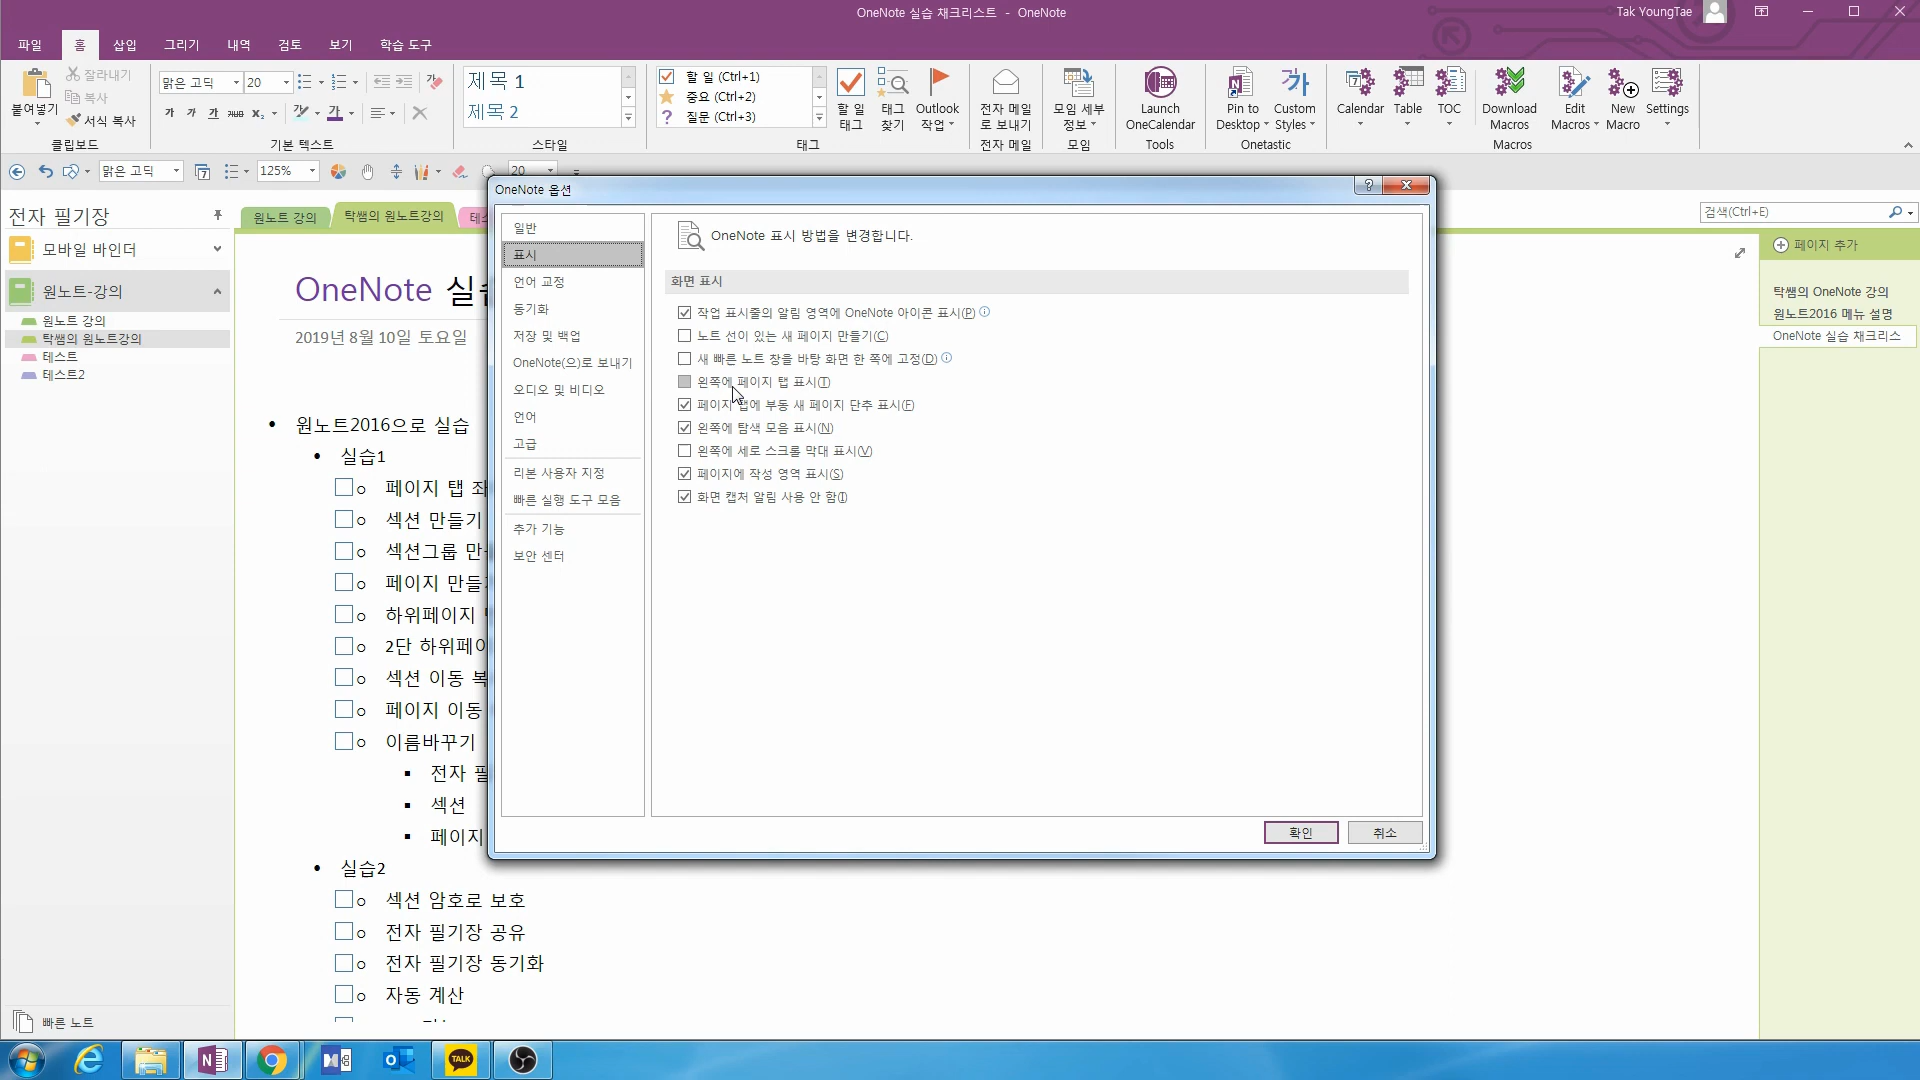 OneNote 실습 채크리스트 - OneNote
Tak YoungTae
파일 홈 삽입 그리기 내역 검토 보기 학습 도구
잘라내기
복사
서식 복사
붙여넣기
클립보드
맑은 고딕 20
기본 텍스트
제목 1
제목 2
스타일
할 일 (Ctrl+1)
중요 (Ctrl+2)
질문 (Ctrl+3)
할 일
태그
태그
찾기
Outlook
작업
태그
전자 메일
로 보내기
전자 메일
모임 세부
정보
모임
Launch
OneCalendar
Tools
Pin to
Desktop
Custom
Styles
Onetastic
Calendar
Table
TOC
Download
Macros
Edit
Macros
New
Macro
Settings
Macros
맑은 고딕 125% 20
전자 필기장
모바일 바인더
원노트-강의
원노트 강의
탁쌤의 원노트강의
테스트
테스트2
빠른 노트
원노트 강의 탁쌤의 원노트강의
검색(Ctrl+E)
페이지 추가
탁쌤의 OneNote 강의
원노트2016 메뉴 설명
OneNote 실습 채크리스
OneNote 실습
2019년 8월 10일 토요일
• 원노트2016으로 실습
• 실습1
페이지 탭 좌
섹션 만들기
섹션그룹 만
페이지 만들
하위페이지
2단 하위페이
섹션 이동 복
페이지 이동
이름바꾸기
전자 필
섹션
페이지
• 실습2
섹션 암호로 보호
전자 필기장 공유
전자 필기장 동기화
자동 계산
OneNote 옵션
일반
표시
언어 교정
동기화
저장 및 백업
OneNote(으)로 보내기
오디오 및 비디오
언어
고급
리본 사용자 지정
빠른 실행 도구 모음
추가 기능
보안 센터
OneNote 표시 방법을 변경합니다.
화면 표시
작업 표시줄의 알림 영역에 OneNote 아이콘 표시(P)
노트 선이 있는 새 페이지 만들기(C)
새 빠른 노트 창을 바탕 화면 한 쪽에 고정(D)
왼쪽에 페이지 탭 표시(T)
페이지 탭에 부동 새 페이지 단추 표시(F)
왼쪽에 탐색 모음 표시(N)
왼쪽에 세로 스크롤 막대 표시(V)
페이지에 작성 영역 표시(S)
화면 캡처 알림 사용 안 함(I)
확인 취소
TALK